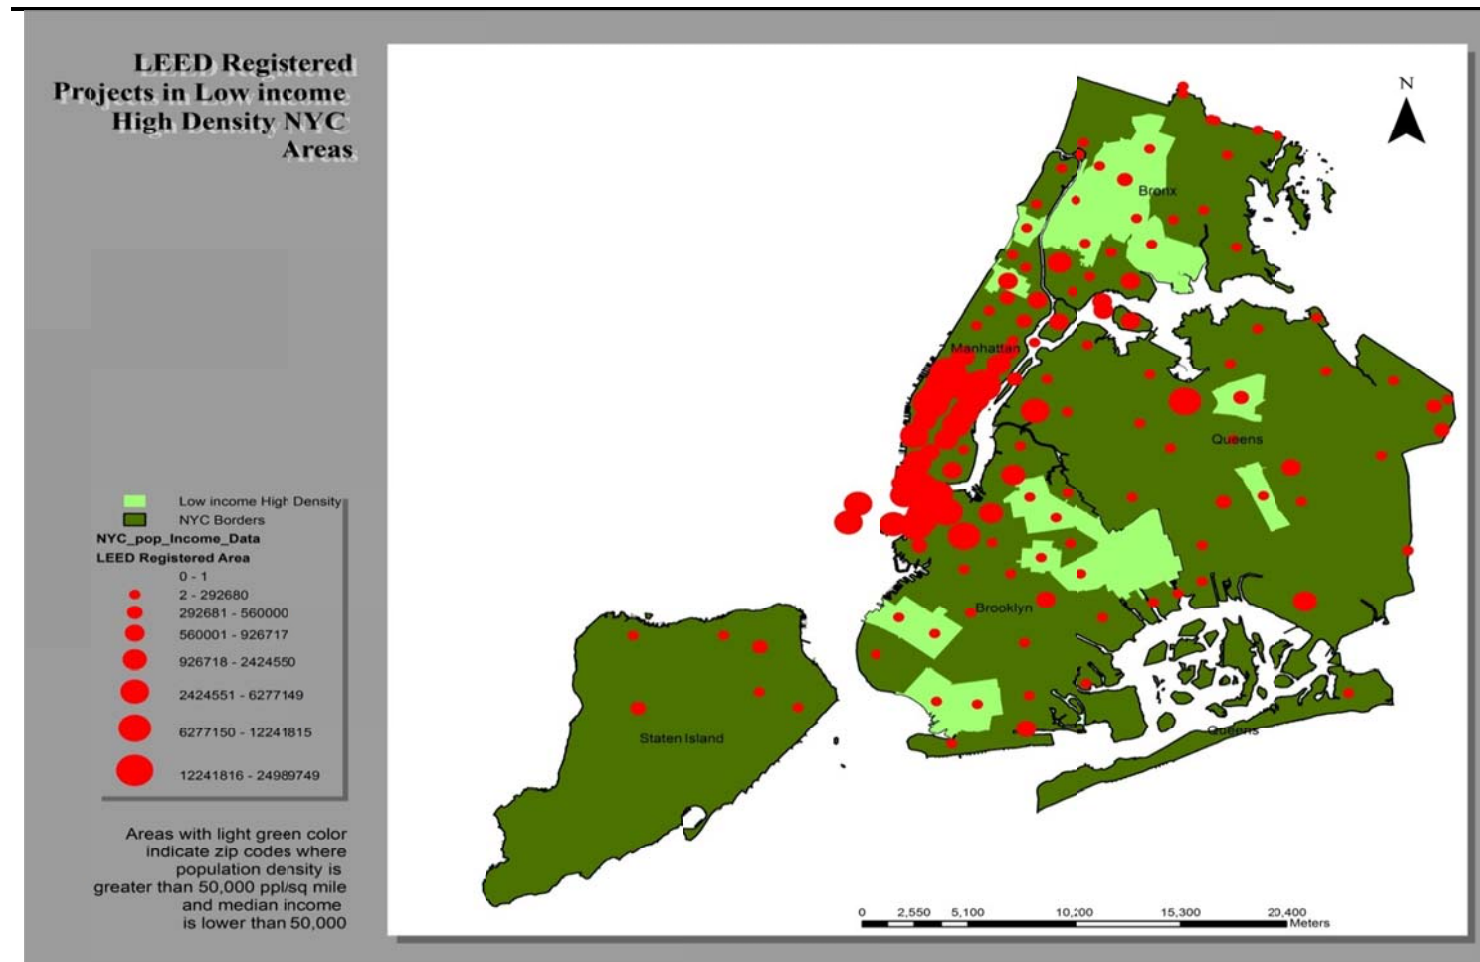 LEED Registered
Projects in Low income
High Density NYC
Areas
N
Bronx
Manhattan
Queens
Brooklyn
Queens
Staten Island
Low income High Density
NYC Borders
NYC_pop_Income_Data
LEED Registered Area
0 - 1
2 - 292680
292681 - 560000
560001 - 926717
926718 - 2424550
2424551 - 6277149
6277150 - 12241815
12241816 - 24989749
Areas with light green color
indicate zip codes where
population density is
greater than 50,000 ppl/sq mile
and median income
is lower than 50,000
0 2,550 5,100 10,200 15,300 20,400
Meters